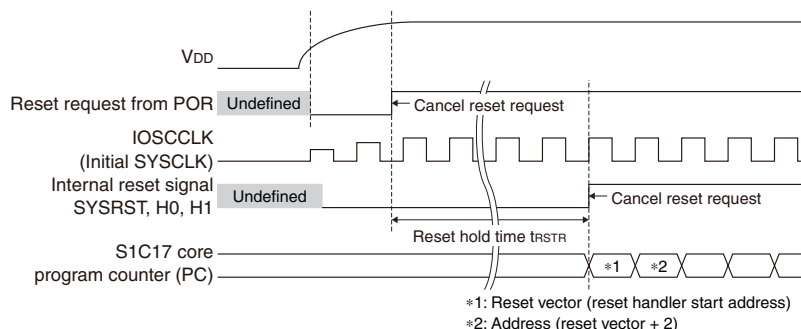 VDD
Reset request from POR
Undefined
Cancel reset request
IOSCCLK
(Initial SYSCLK)
Internal reset signal
SYSRST, H0, H1
Undefined
Cancel reset request
Reset hold time tRSTR
S1C17 core
program counter (PC)
*1
*2
*1: Reset vector (reset handler start address)
*2: Address (reset vector + 2)